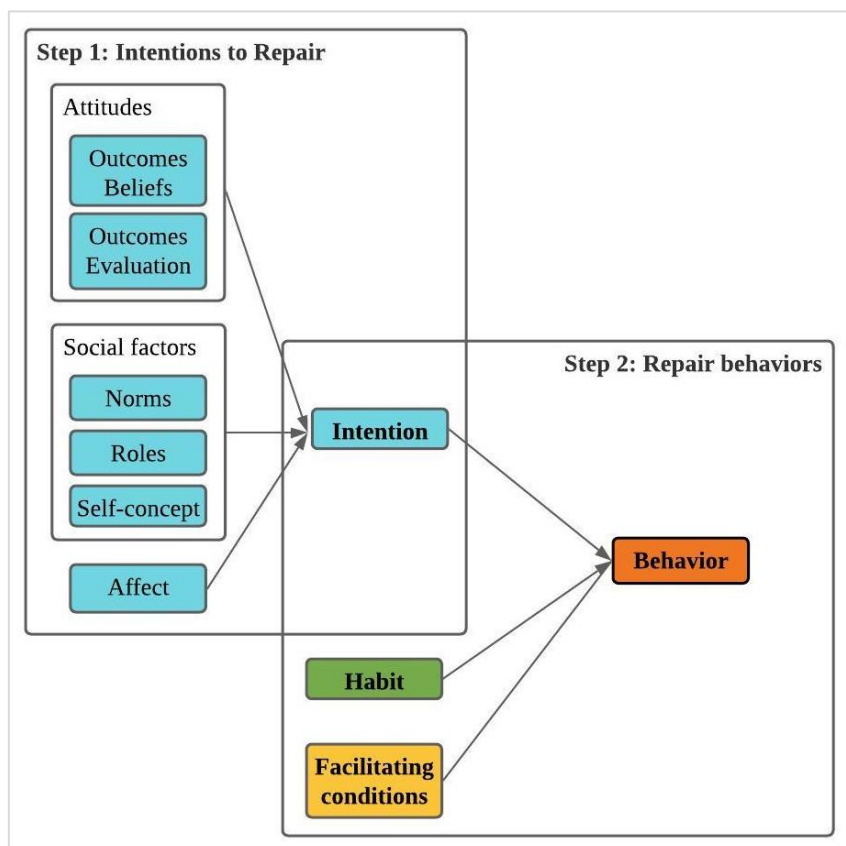 Step 1: Intentions to Repair
Attitudes
Outcomes
Beliefs
Outcomes
Evaluation
Social factors
Norms
Roles
Self-concept
Affect
Step 2: Repair behaviors
Intention
Behavior
Habit
Facilitating
conditions